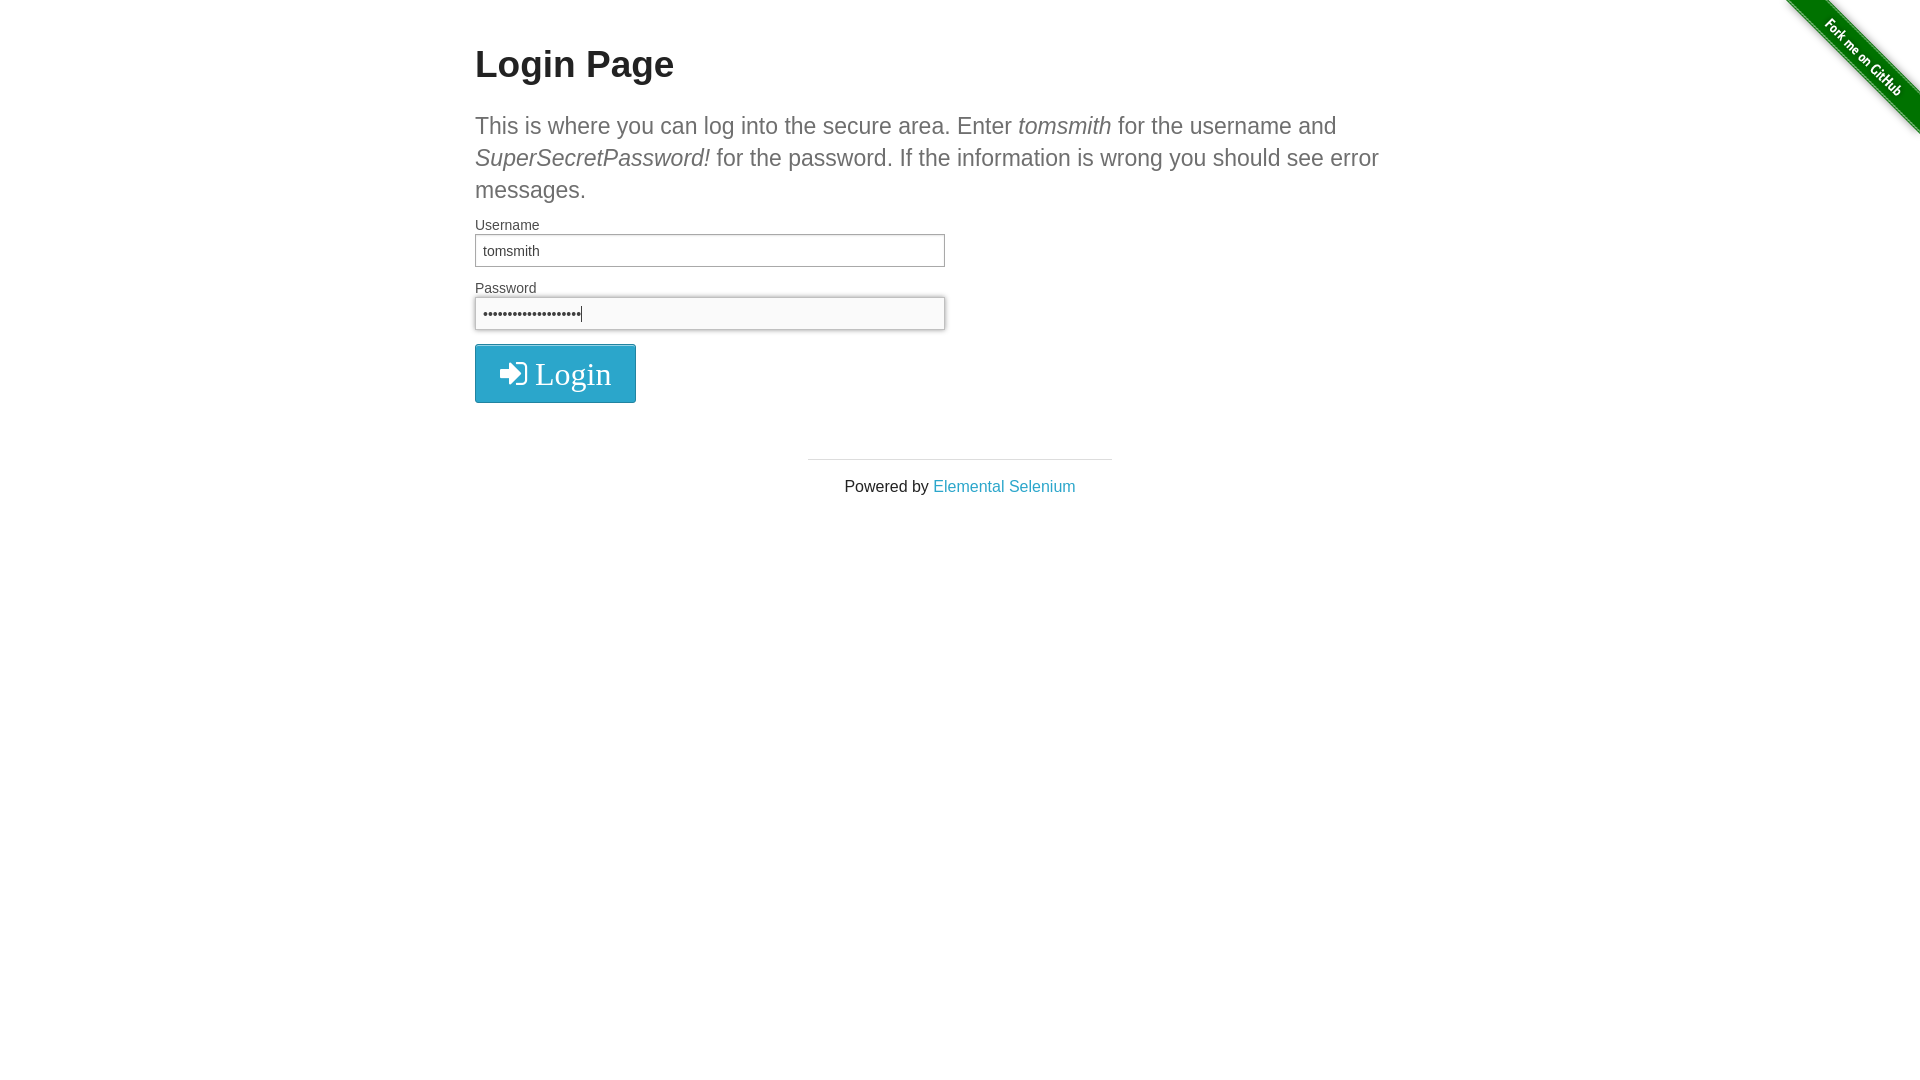 Fork me on GitHub
Login Page
This is where you can log into the secure area. Enter tomsmith for the username and
SuperSecretPassword! for the password. If the information is wrong you should see error
messages.
Username
tomsmith
Password
••••••••••••••••••••
Login
Powered by Elemental Selenium